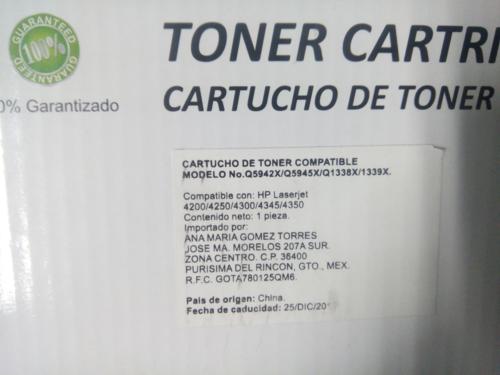 GUARANTEED
100%
GUARANTEED
0% Garantizado
TONER CARTRI
CARTUCHO DE TONER
CARTUCHO DE TONER COMPATIBLE
MODELO No.Q5942X/Q5945X/Q1338X/1339X.
Compatible con: HP Laserjet
4200/4250/4300/4345/4350
Contenido neto: 1 pieza.
Importado por:
ANA MARIA GOMEZ TORRES
JOSE MA. MORELOS 207A SUR.
ZONA CENTRO. C.P. 36400
PURISIMA DEL RINCON, GTO., MEX.
R.F.C. GOTA780125QM6.
Pais de origen: China.
Fecha de caducidad: 25/DIC/20